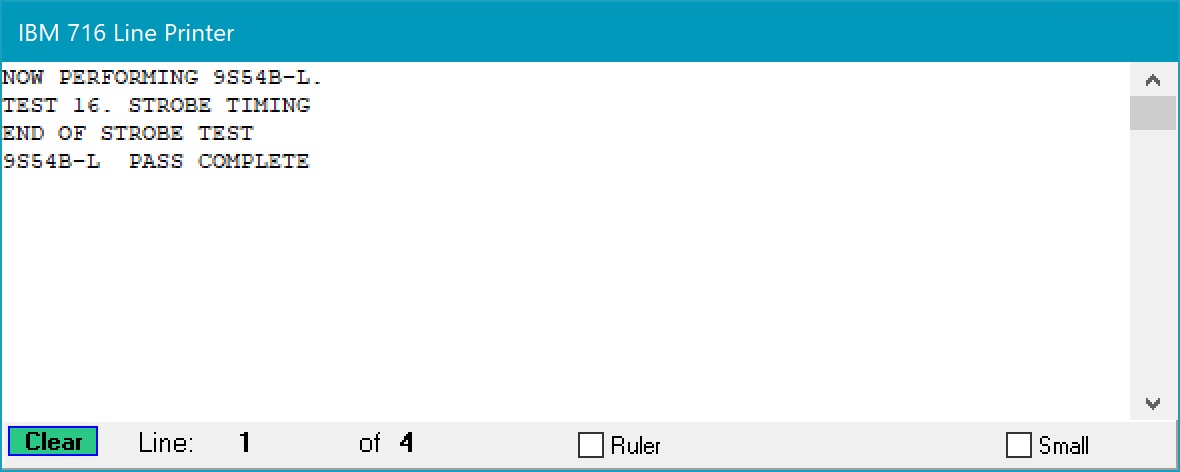 IBM 716 Line Printer
NOW PERFORMING 9S54B-L.
TEST 16. STROBE TIMING
END OF STROBE TEST
9S54B-L  PASS COMPLETE
Clear Line: 1 of 4 Ruler Small